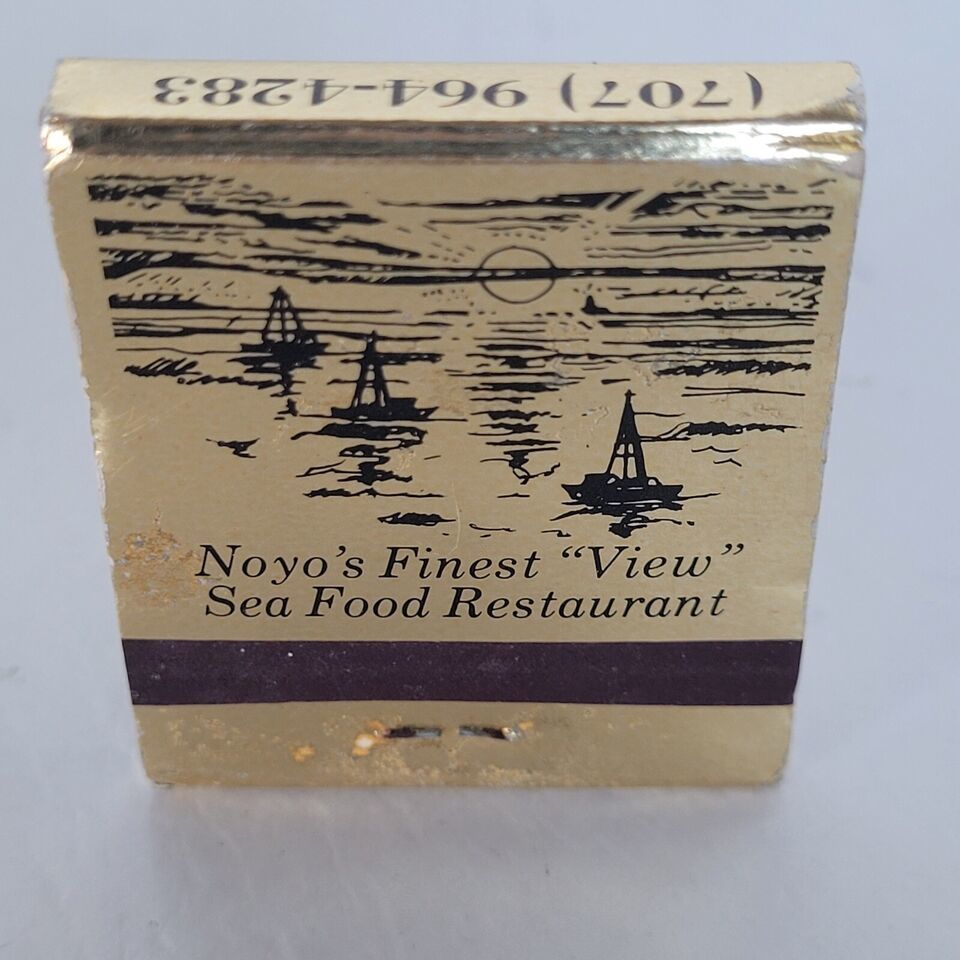 (707) 964-4283
Noyo's Finest “View”
Sea Food Restaurant